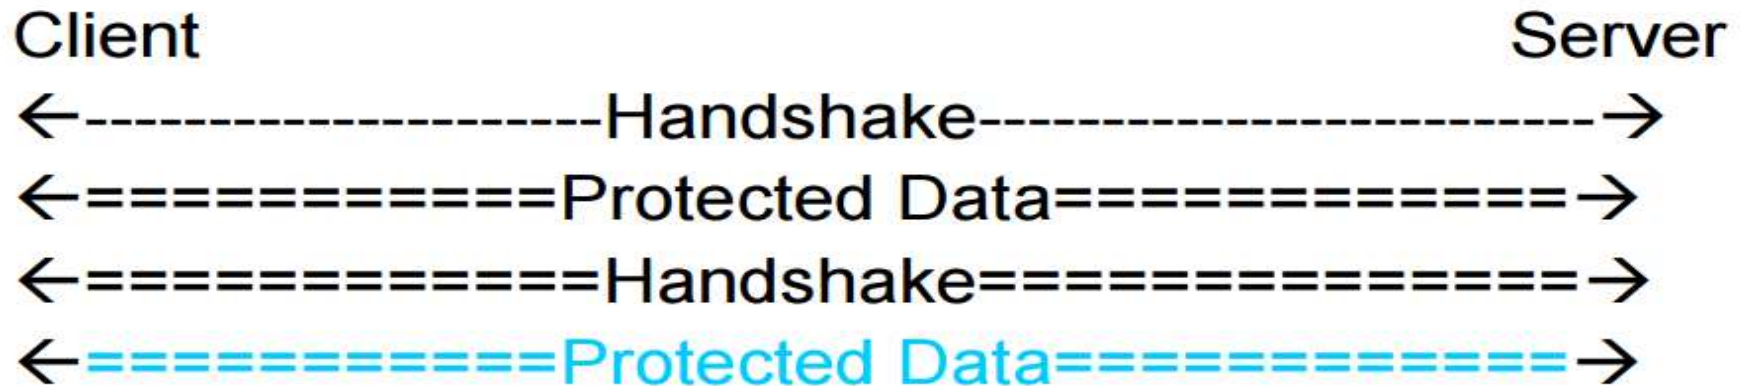 Client Server
←---------------------Handshake-------------------------→
←===========Protected Data============→
←============Handshake==============→
←===========Protected Data============→